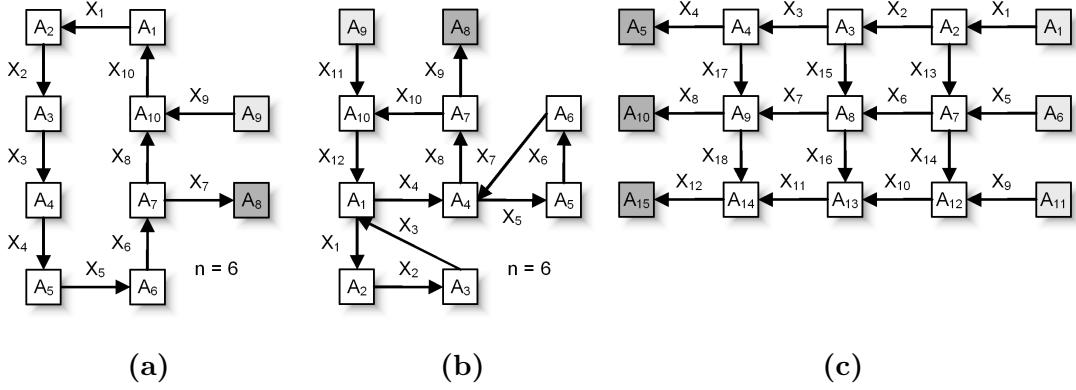 X1
A2 A1
X2 X10
X9
A3 A10 A9
X3 X8
X7
A4 A7 A8
X4 X6
X5
A5 A6
n = 6
(a)
A9 A8
X11 X9
X10
A10 A7 A6
X12 X8 X7 X6
X4
A1 A4 A5
X5
X3
X1
X2
A2 A3
n = 6
(b)
X4 X3 X2 X1
A5 A4 A3 A2 A1
X17 X15 X13
X8 X7 X6 X5
A10 A9 A8 A7 A6
X18 X16 X14
X12 X11 X10 X9
A15 A14 A13 A12 A11
(c)